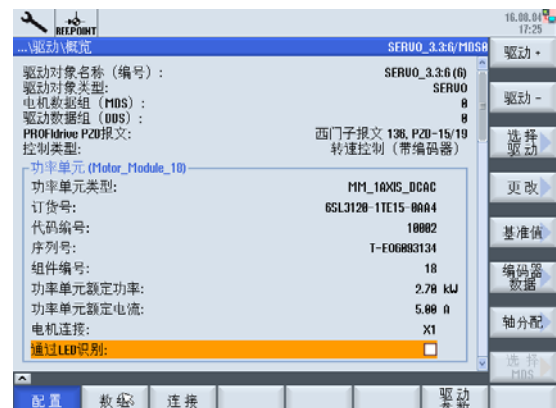 REF.POINT
16.08.04
17:25
...\驱动\概览
SERVO_3.3:6/MDS0
驱动 +
驱动对象名称（编号）:
SERVO_3.3:6 (6)
驱动对象类型:
SERVO
电机数据组（MDS）:
0
驱动 -
驱动数据组（DDS）:
0
PROFIdrive PZD报文:
西门子报文 136, PZD-15/19
控制类型:
转速控制（带编码器）
选择
驱动
功率单元 (Motor_Module_18)
功率单元类型:
MM_1AXIS_DCAC
更改
订货号:
6SL3120-1TE15-0AA4
代码编号:
10002
基准值
序列号:
T-E06093134
组件编号:
18
编码器
数据
功率单元额定功率:
2.70 kW
功率单元额定电流:
5.00 A
轴分配
电机连接:
X1
通过LED识别:
选择
MDS
配置
数组
连接
驱动
参数